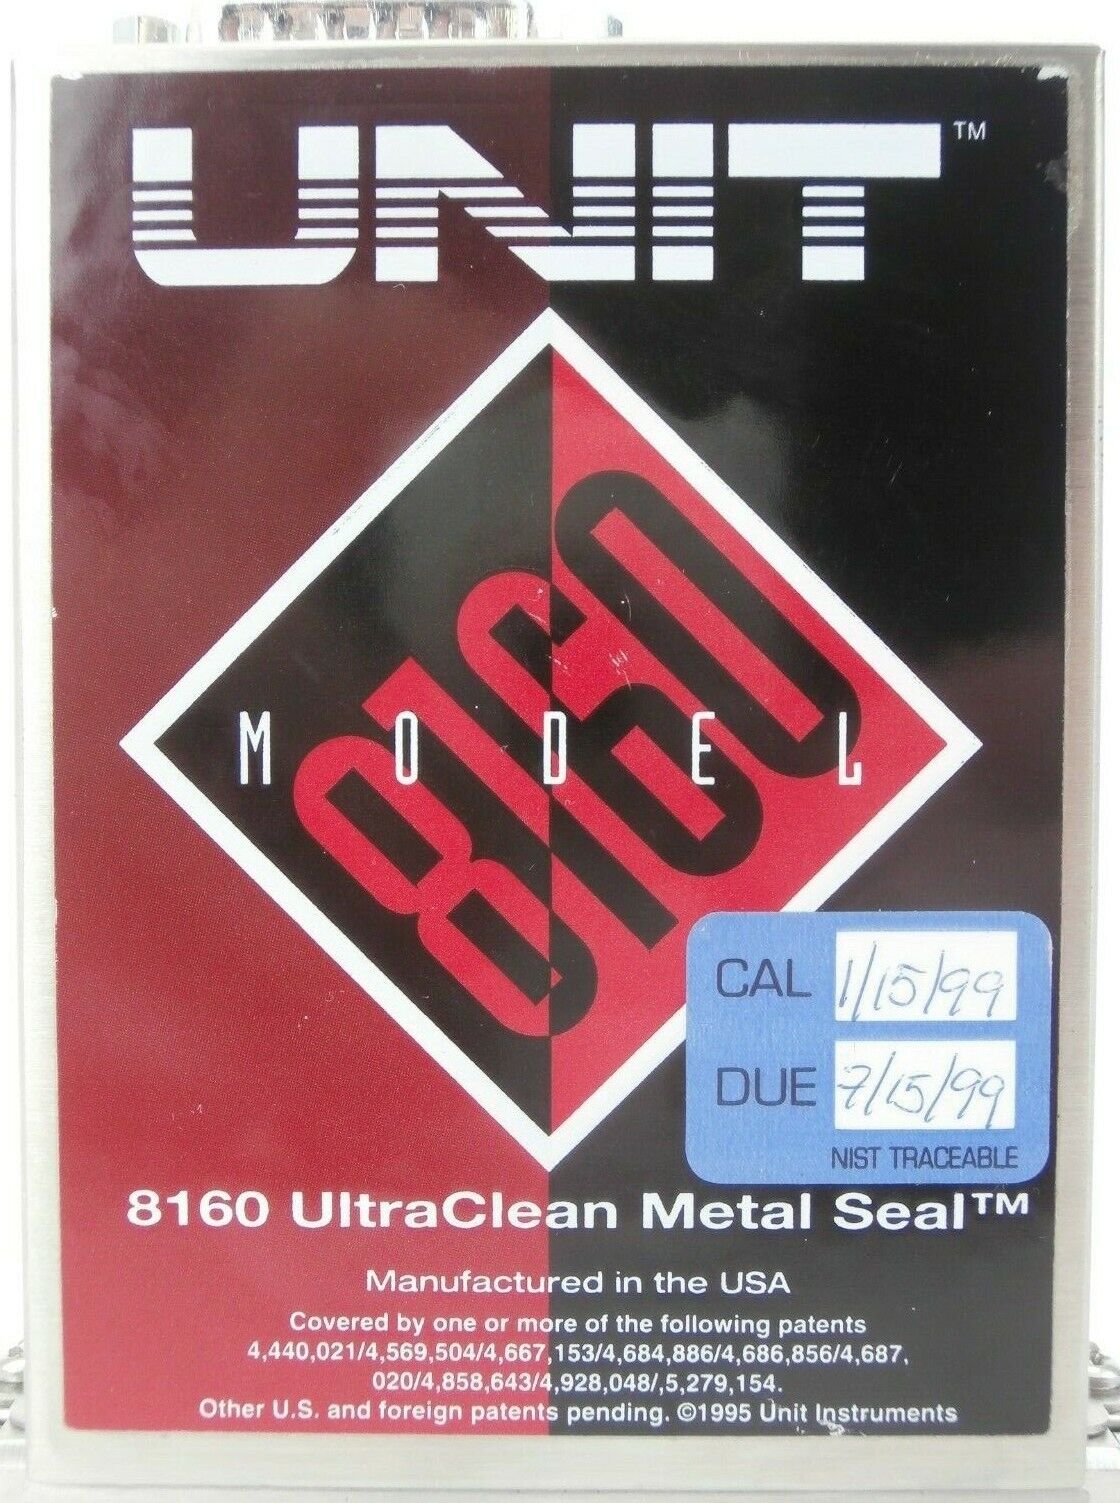 UNIT™
8160
MODEL
CAL 1/15/99
DUE 7/15/99
NIST TRACEABLE
8160 UltraClean Metal Seal™
Manufactured in the USA
Covered by one or more of the following patents
4,440,021/4,569,504/4,667,153/4,684,886/4,686,856/4,687,
020/4,858,643/4,928,048/,5,279,154.
Other U.S. and foreign patents pending. ©1995 Unit Instruments